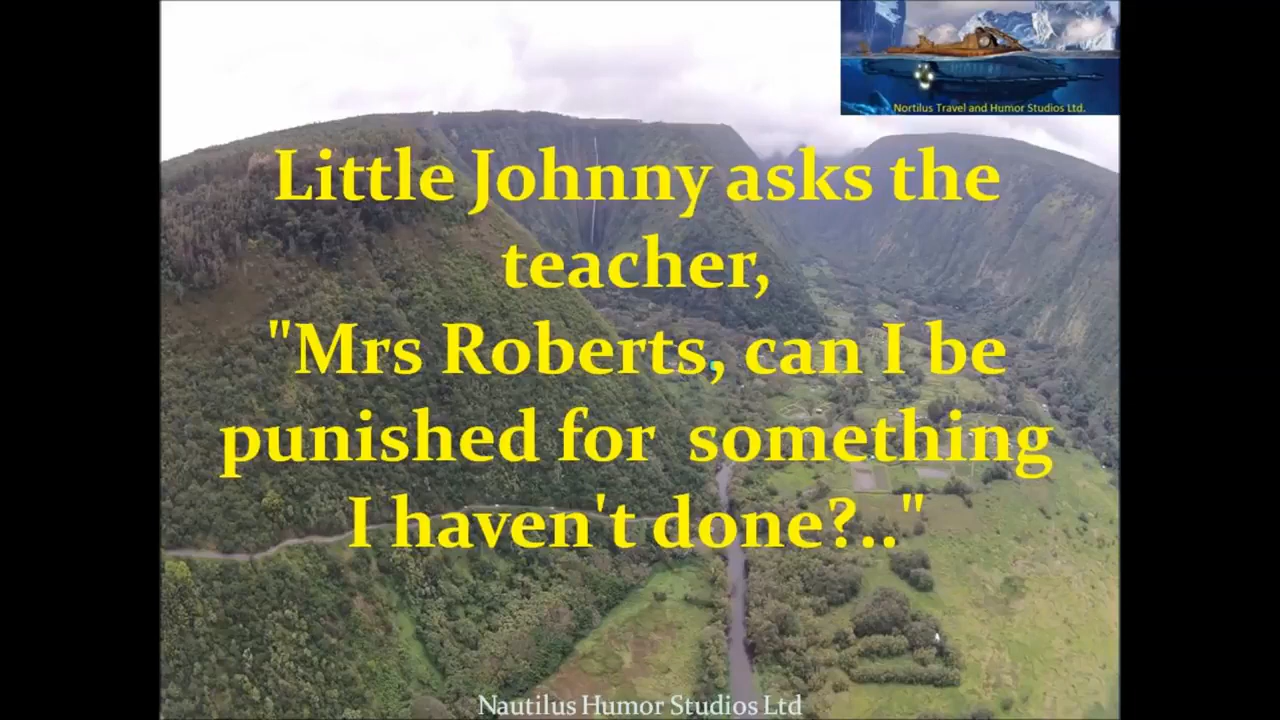 Nortilus Travel and Humor Studios Ltd.
Little Johnny asks the
teacher,
"Mrs Roberts, can I be
punished for something
I haven't done?.."
Nautilus Humor Studios Ltd